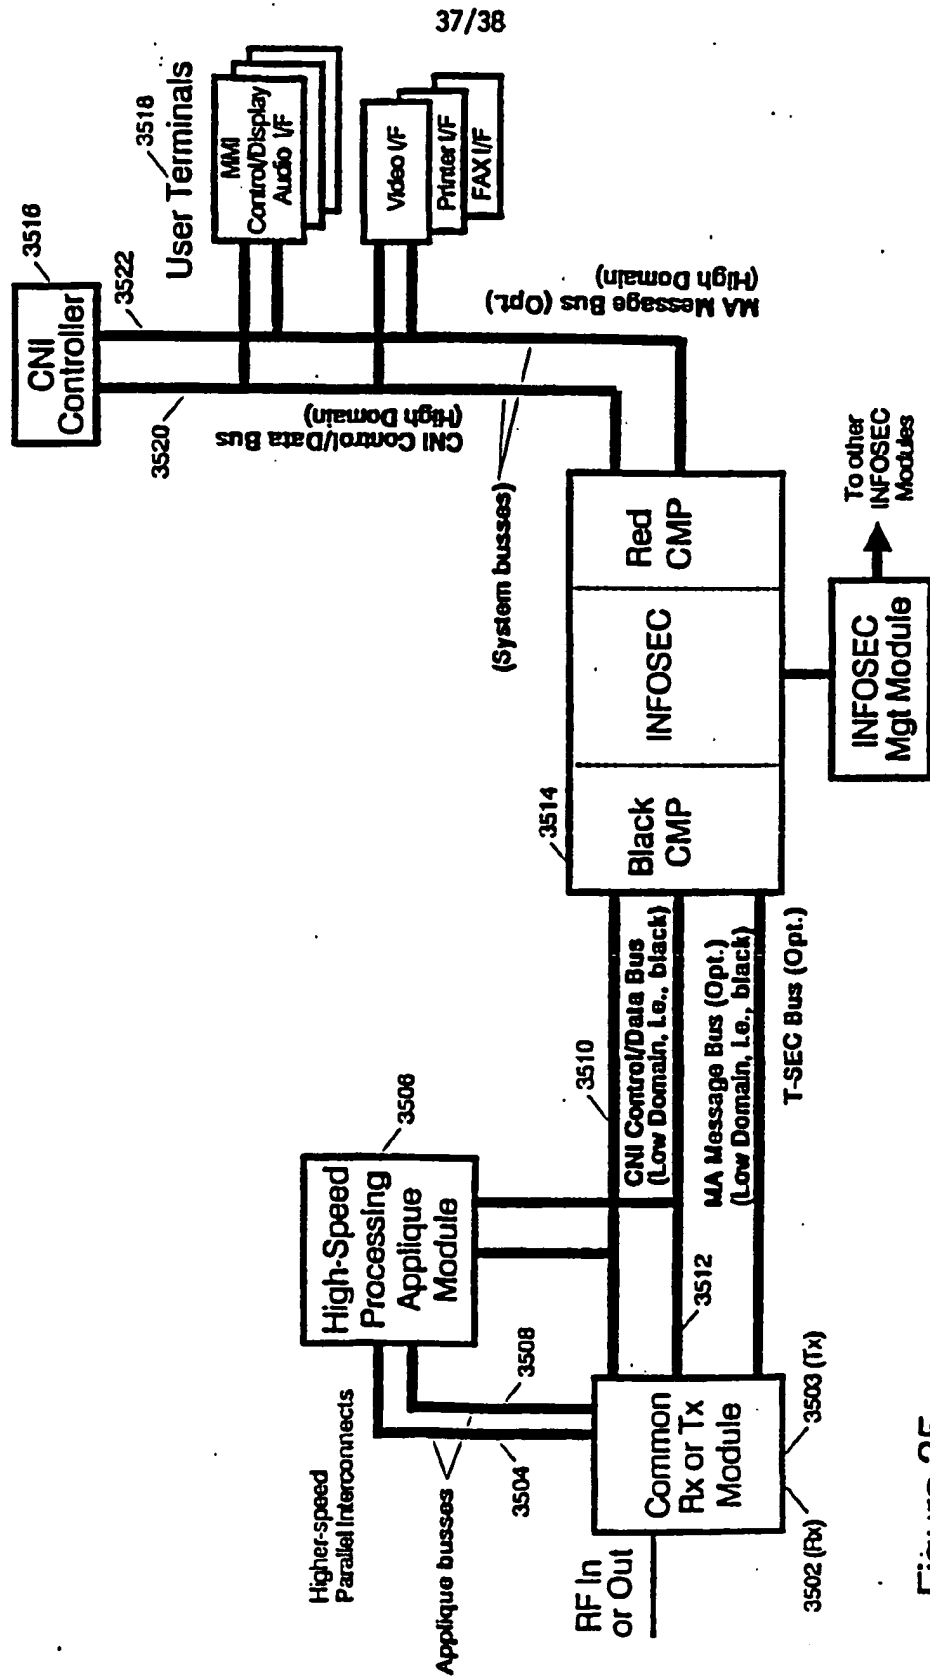 37/38
CNI
Controller
3516
3522
3520
3518
User Terminals
MMI
Control/Display
Audio I/F
Video I/F
Printer I/F
FAX I/F
CNI Control/Data Bus
(High Domain)
MA Message Bus (Opt.)
(High Domain)
(System busses)
Higher-speed
Parallel Interconnects
High-Speed
Processing
Applique
Module
3506
Applique busses
3504
3508
3510
CNI Control/Data Bus
(Low Domain, i.e., black)
3512
MA Message Bus (Opt.)
(Low Domain, i.e., black)
T-SEC Bus (Opt.)
3514
Black
CMP
INFOSEC
Red
CMP
RF In
or Out
Common
Rx or Tx
Module
3502 (Rx)
3503 (Tx)
INFOSEC
Mgt Module
To other
INFOSEC
Modules